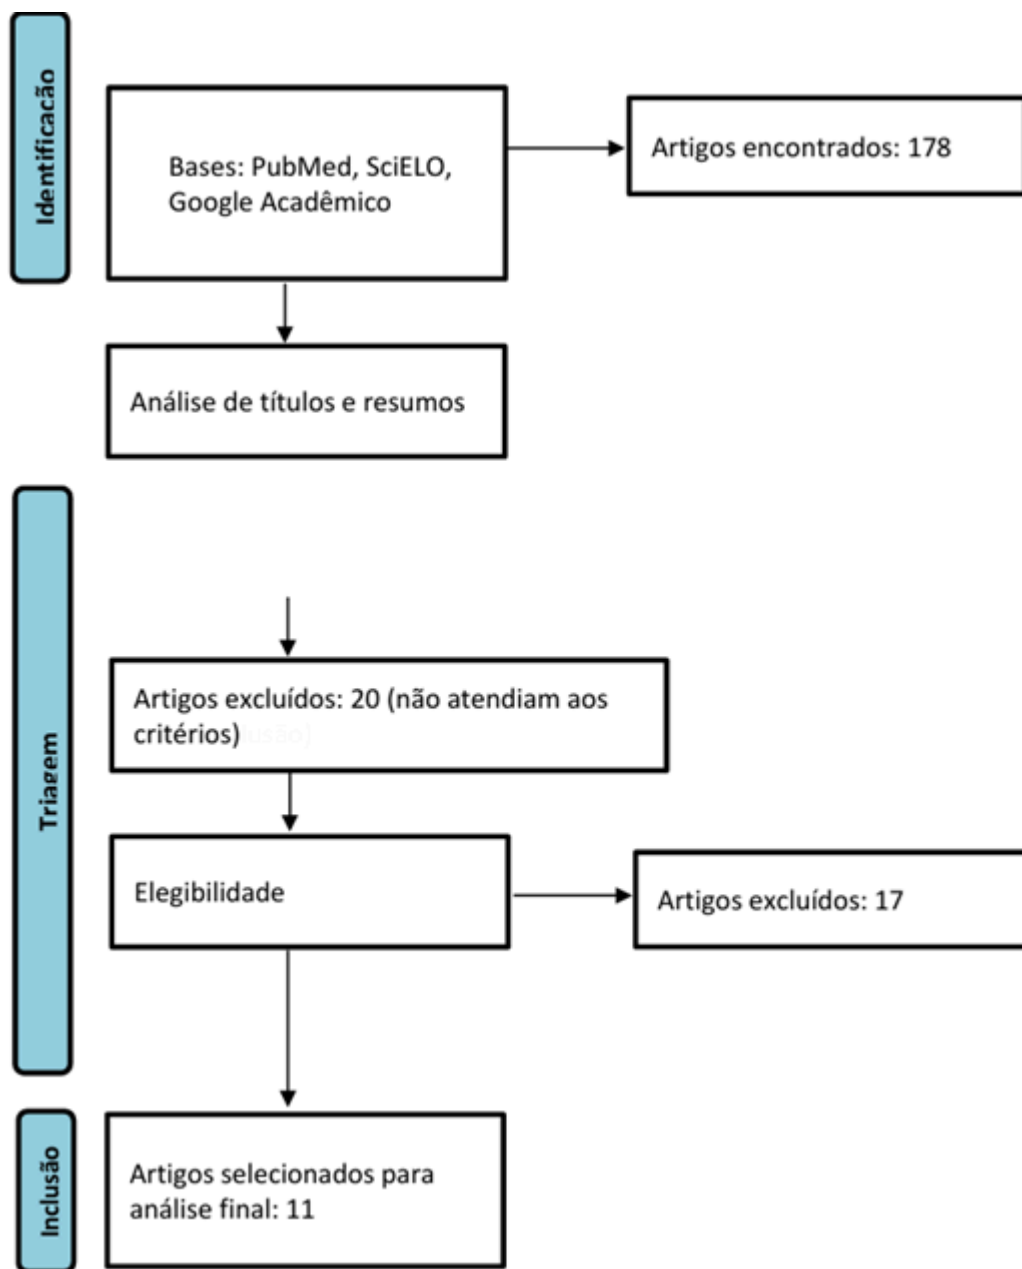 Identificação
Bases: PubMed, SciELO,
Google Acadêmico
Artigos encontrados: 178
Análise de títulos e resumos
Triagem
Artigos excluídos: 20 (não atendiam aos
critérios)
Elegibilidade
Artigos excluídos: 17
Inclusão
Artigos selecionados para
análise final: 11